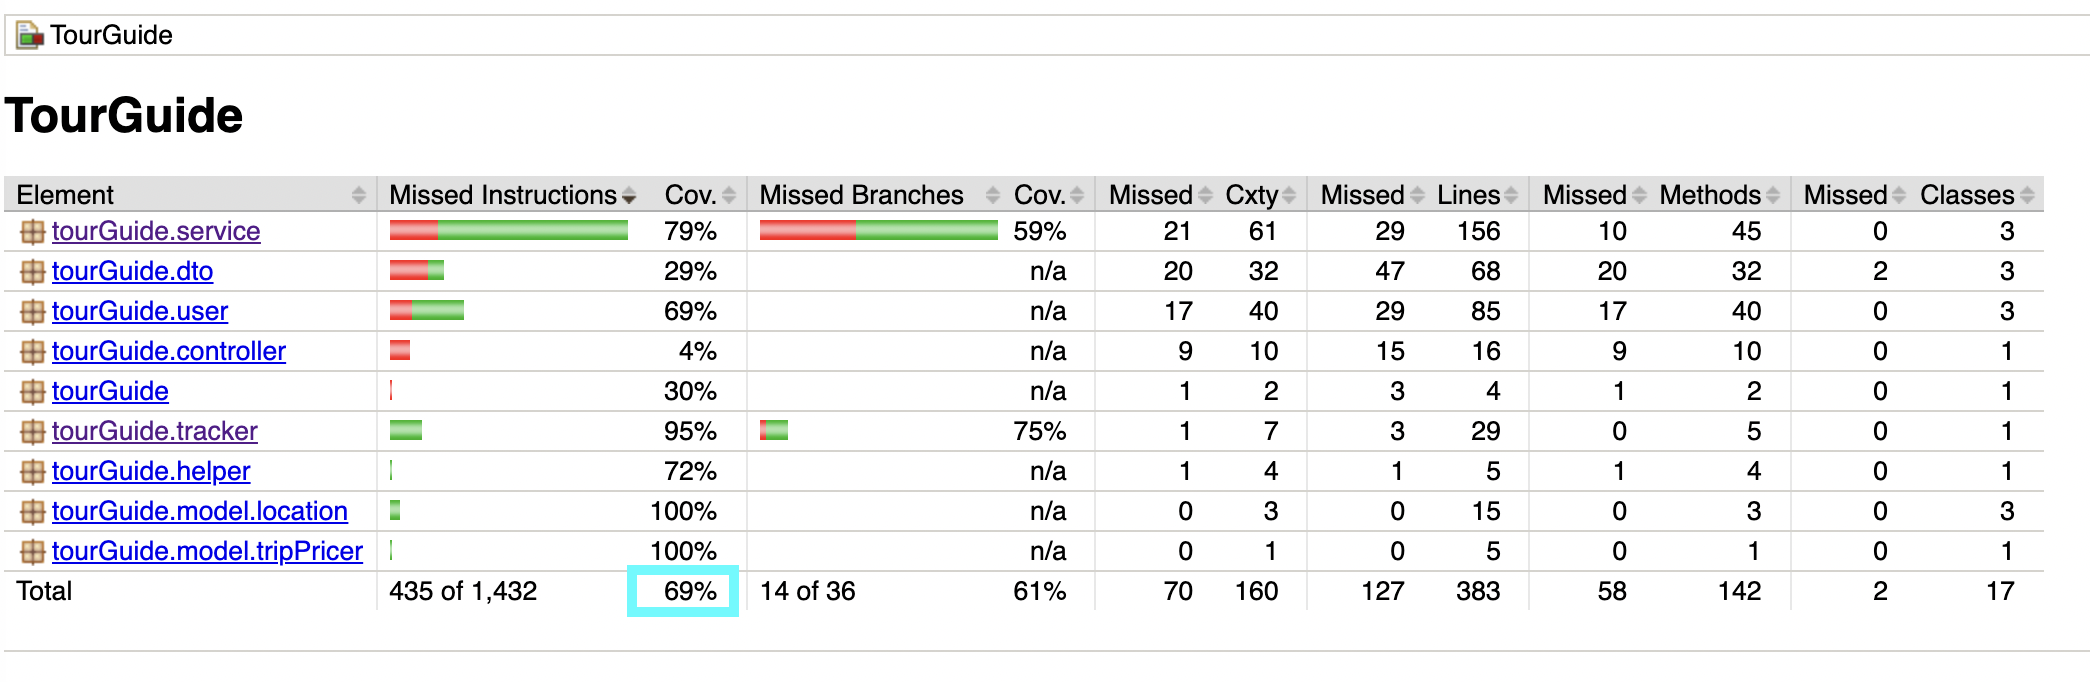 TourGuide
TourGuide
Element Missed Instructions Cov. Missed Branches Cov. Missed Cxty Missed Lines Missed Methods Missed Classes
tourGuide.service 79% 59% 21 61 29 156 10 45 0 3
tourGuide.dto 29% n/a 20 32 47 68 20 32 2 3
tourGuide.user 69% n/a 17 40 29 85 17 40 0 3
tourGuide.controller 4% n/a 9 10 15 16 9 10 0 1
tourGuide 30% n/a 1 2 3 4 1 2 0 1
tourGuide.tracker 95% 75% 1 7 3 29 0 5 0 1
tourGuide.helper 72% n/a 1 4 1 5 1 4 0 1
tourGuide.model.location 100% n/a 0 3 0 15 0 3 0 3
tourGuide.model.tripPricer 100% n/a 0 1 0 5 0 1 0 1
Total 435 of 1,432 69% 14 of 36 61% 70 160 127 383 58 142 2 17